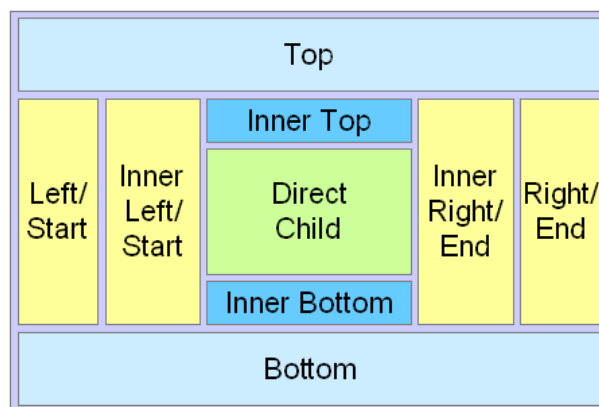 Top
Left/
Start
Inner
Left/
Start
Inner Top
Direct
Child
Inner Bottom
Inner
Right/
End
Right/
End
Bottom